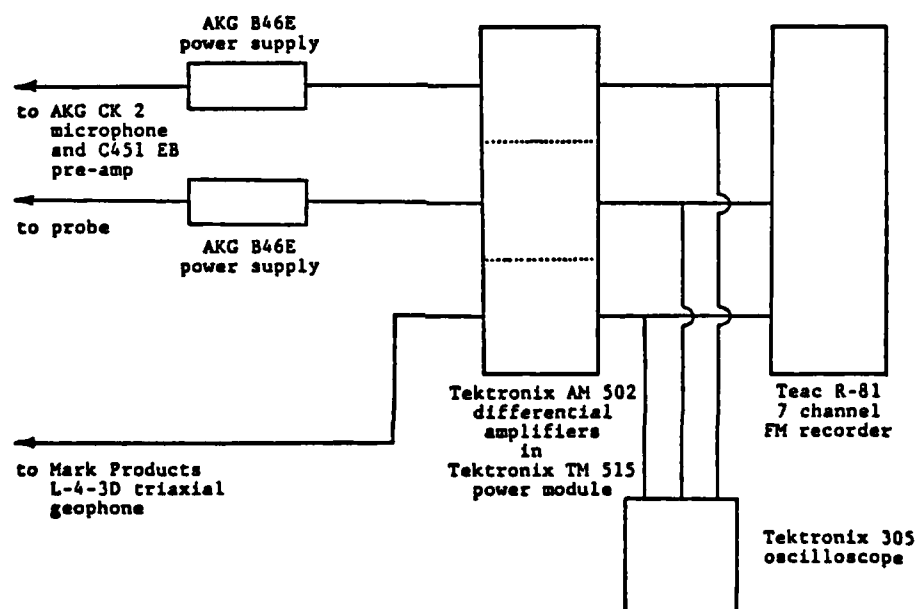 AKG B46E
power supply
to AKG CK 2
microphone
and C451 EB
pre-amp
to probe
AKG B46E
power supply
Tektronix AM 502
differential
amplifiers
in
Tektronix TM 515
power module
Teac R-81
7 channel
FM recorder
to Mark Products
L-4-3D triaxial
geophone
Tektronix 305
oscilloscope